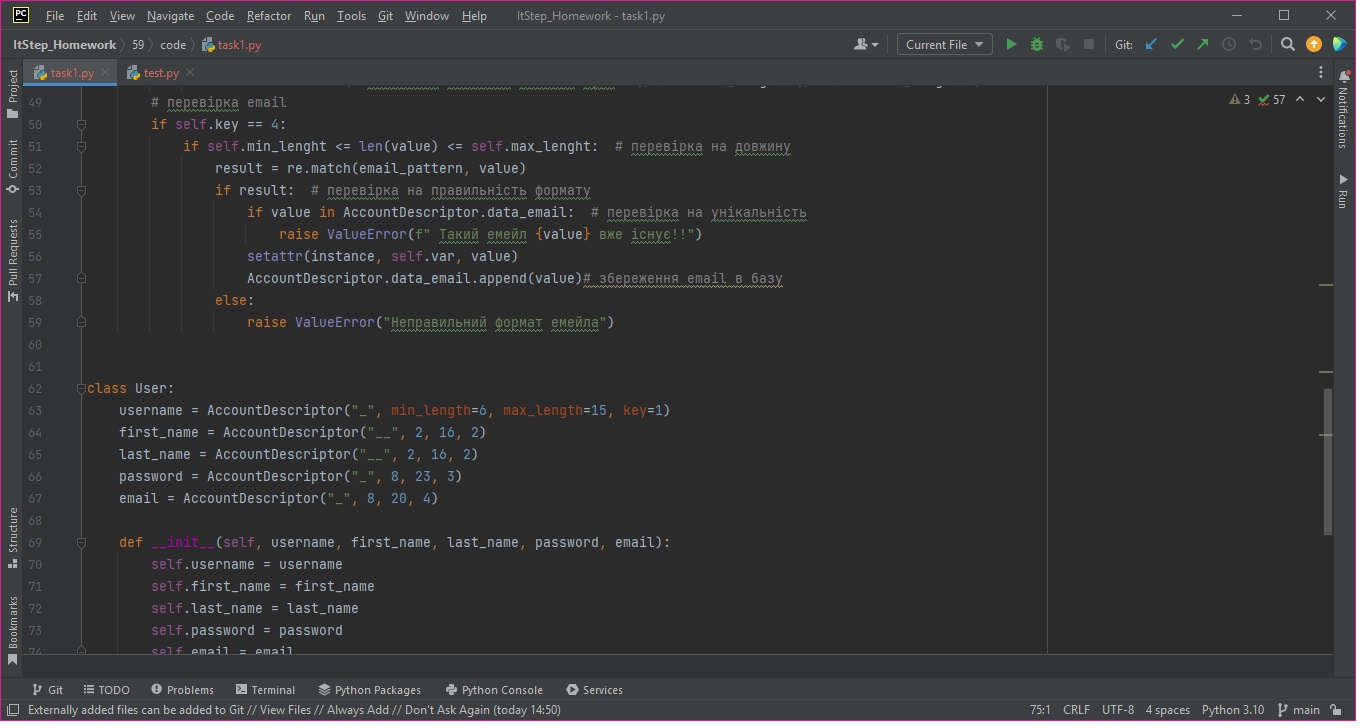 PC File Edit View Navigate Code Refactor Run Tools Git Window Help ItStep_Homework - task1.py
ItStep_Homework 59 code task1.py Current File Git:
task1.py test.py
49 # перевірка email 3 57
50 if self.key == 4:
51 if self.min_lenght <= len(value) <= self.max_lenght: # перевірка на довжину
52 result = re.match(email_pattern, value)
53 if result: # перевірка на правильність формату
54 if value in AccountDescriptor.data_email: # перевірка на унікальність
55 raise ValueError(f" Такий емейл {value} вже існує!!")
56 setattr(instance, self.var, value)
57 AccountDescriptor.data_email.append(value)# збереження email в базу
58 else:
59 raise ValueError("Неправильний формат емейла")
60
61
62 class User:
63 username = AccountDescriptor("_", min_length=6, max_length=15, key=1)
64 first_name = AccountDescriptor("__", 2, 16, 2)
65 last_name = AccountDescriptor("__", 2, 16, 2)
66 password = AccountDescriptor("_", 8, 23, 3)
67 email = AccountDescriptor("_", 8, 20, 4)
68
69 def __init__(self, username, first_name, last_name, password, email):
70 self.username = username
71 self.first_name = first_name
72 self.last_name = last_name
73 self.password = password
74 self.email = email
Project
Commit
Pull Requests
Structure
Bookmarks
Notifications
Run
Git TODO Problems Terminal Python Packages Python Console Services
Externally added files can be added to Git // View Files // Always Add // Don't Ask Again (today 14:50) 75:1 CRLF UTF-8 4 spaces Python 3.10 main